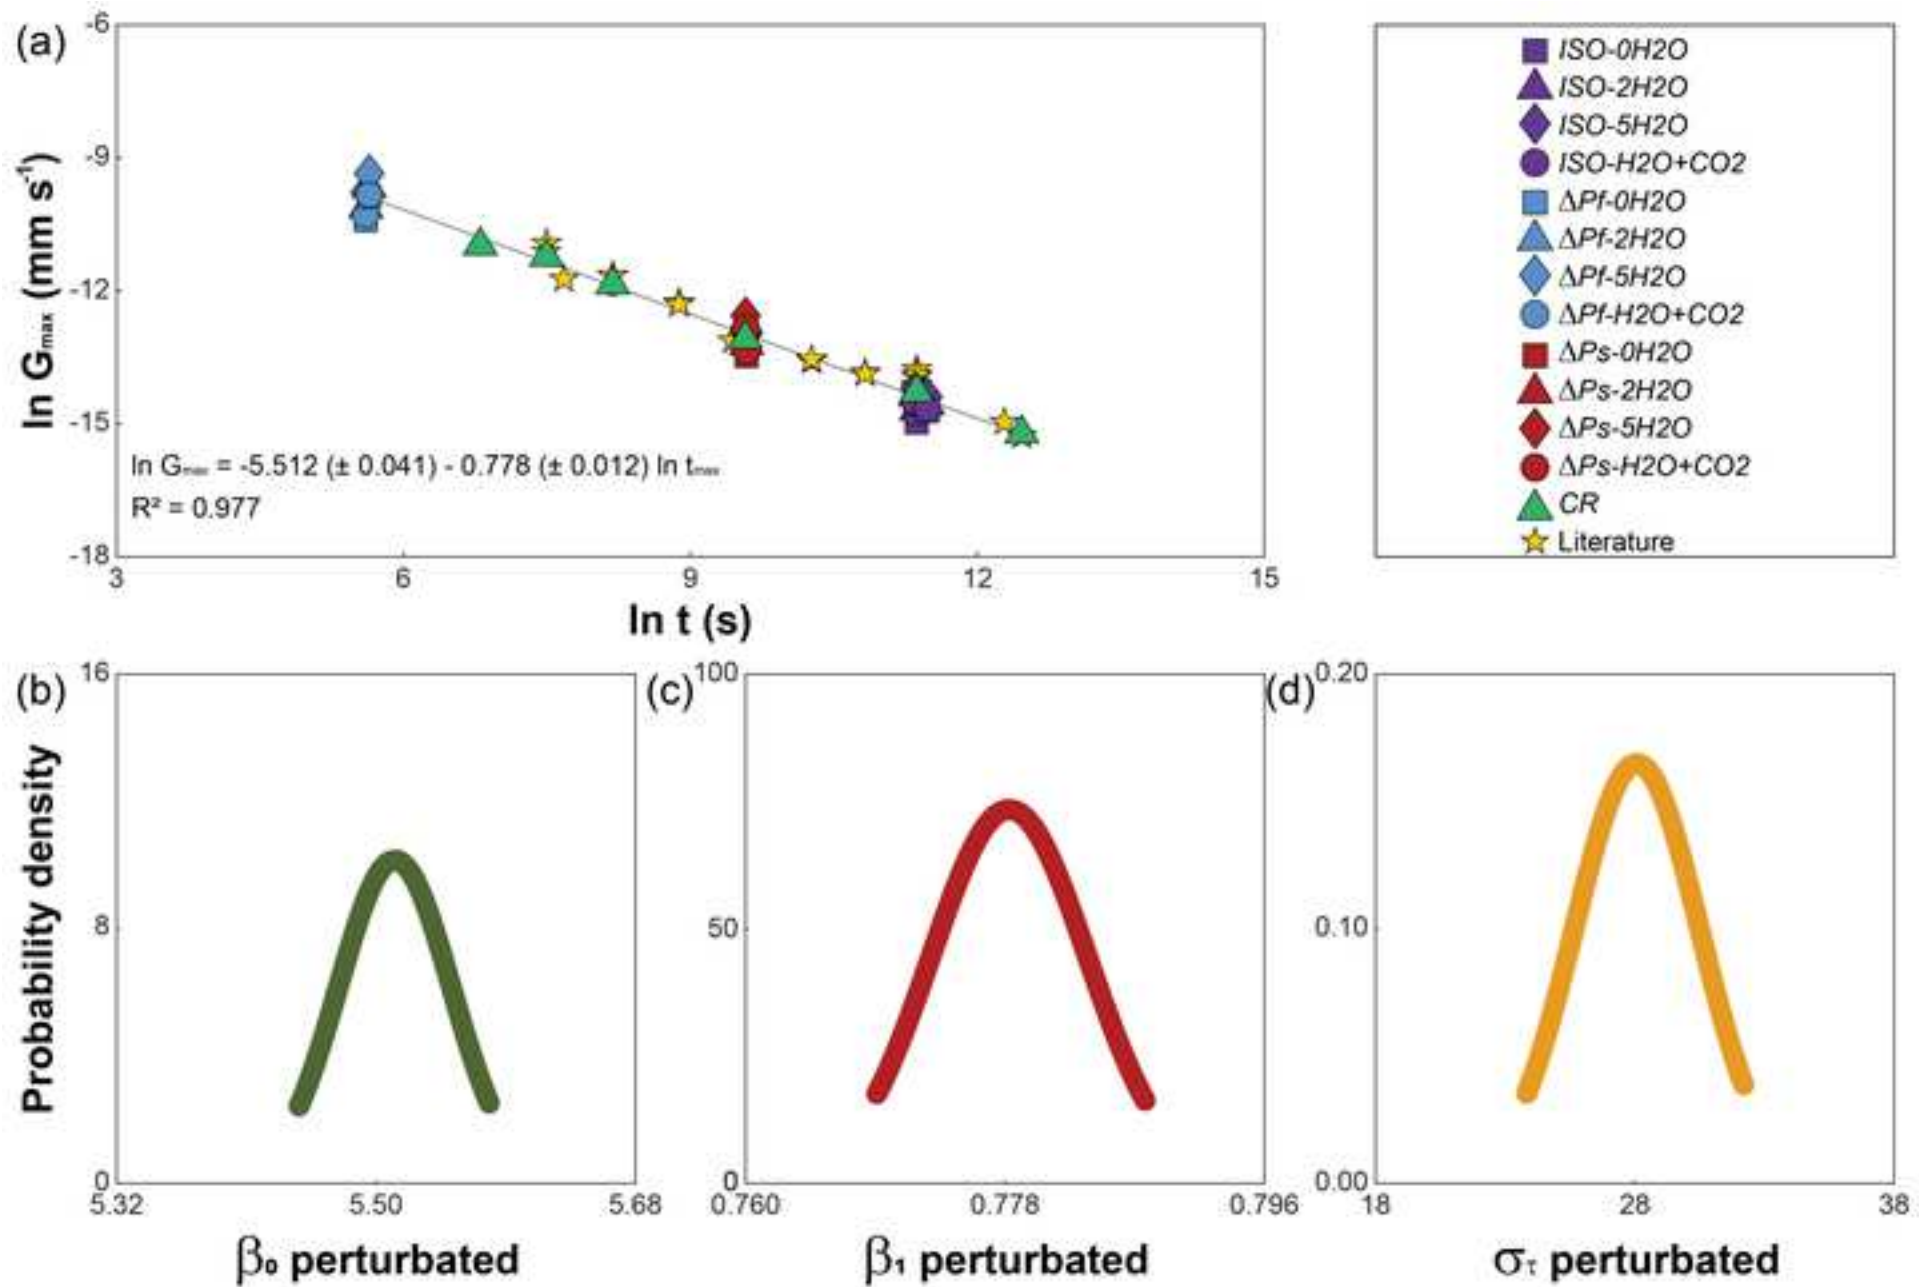 (a)
-6
-9
-12
-15
-18
ln Gmax (mm s-1)
ln Gmax = -5.512 (± 0.041) - 0.778 (± 0.012) ln tmax
R² = 0.977
3
6
9
12
15
ln t (s)
ISO-0H2O
ISO-2H2O
ISO-5H2O
ISO-H2O+CO2
ΔPf-0H2O
ΔPf-2H2O
ΔPf-5H2O
ΔPf-H2O+CO2
ΔPs-0H2O
ΔPs-2H2O
ΔPs-5H2O
ΔPs-H2O+CO2
CR
Literature
(b)
16
8
0
Probability density
5.32
5.50
5.68
β0 perturbated
(c)
100
50
0
0.760
0.778
0.796
β1 perturbated
(d)
0.20
0.10
0.00
18
28
38
στ perturbated